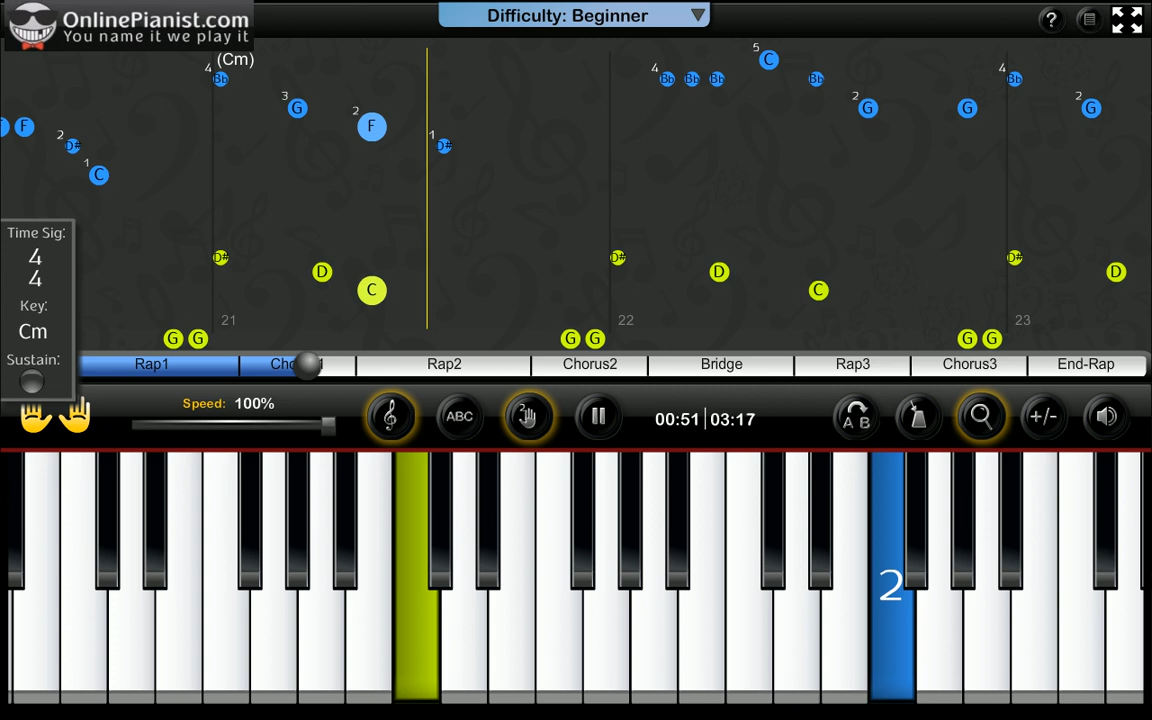 OnlinePianist.com
You name it we play it
Difficulty: Beginner
?
(Cm)
5
C
4
Bb
4
Bb
Bb
Bb
Bb
4
Bb
3
G
2
G
G
2
G
F
2
F
2
D#
1
D#
1
C
D#
D#
D#
D
D
D
C
C
21
22
23
G
G
G
G
G
G
Time Sig:
4
4
Key:
Cm
Sustain:
Rap1
Rap2
Chorus2
Bridge
Rap3
Chorus3
End-Rap
Speed: 100%
ABC
2
00:51 | 03:17
A B
+/-
2